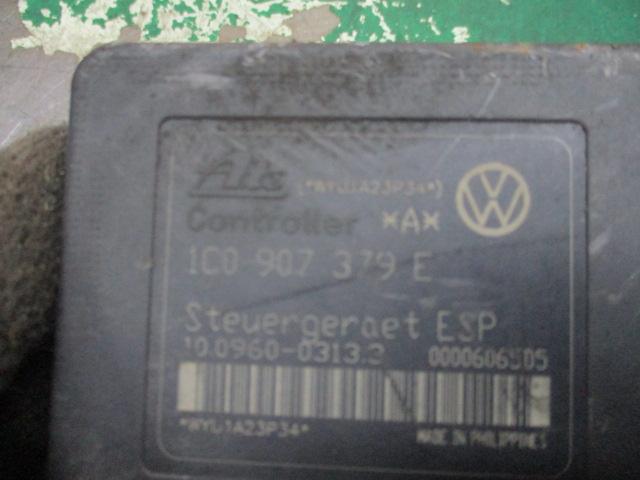 Ate (*WYU1A23P34*)
Controller *A*
1C0 907 379 E
Steuergeraet ESP
10.0960-0313.3 0000606505
*WYU1A23P34*
MADE IN PHILIPPINES